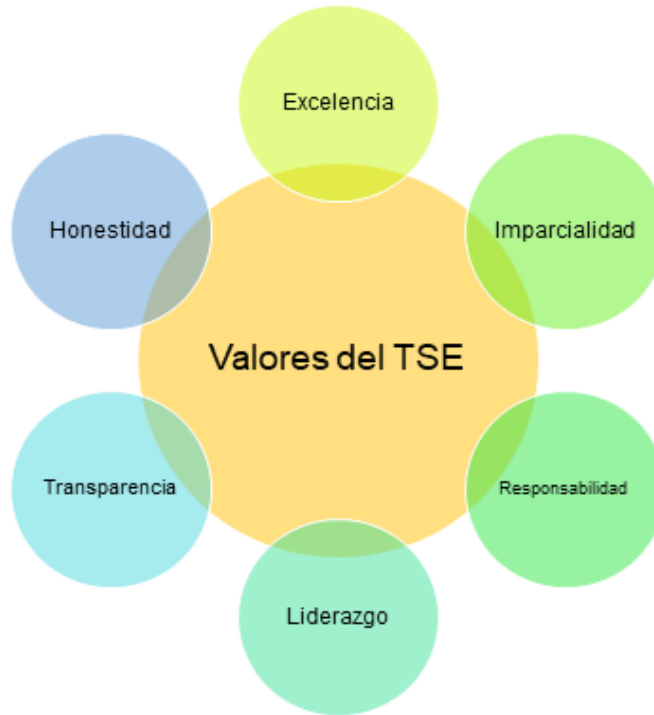 Excelencia
Honestidad
Imparcialidad
Valores del TSE
Transparencia
Responsabilidad
Liderazgo